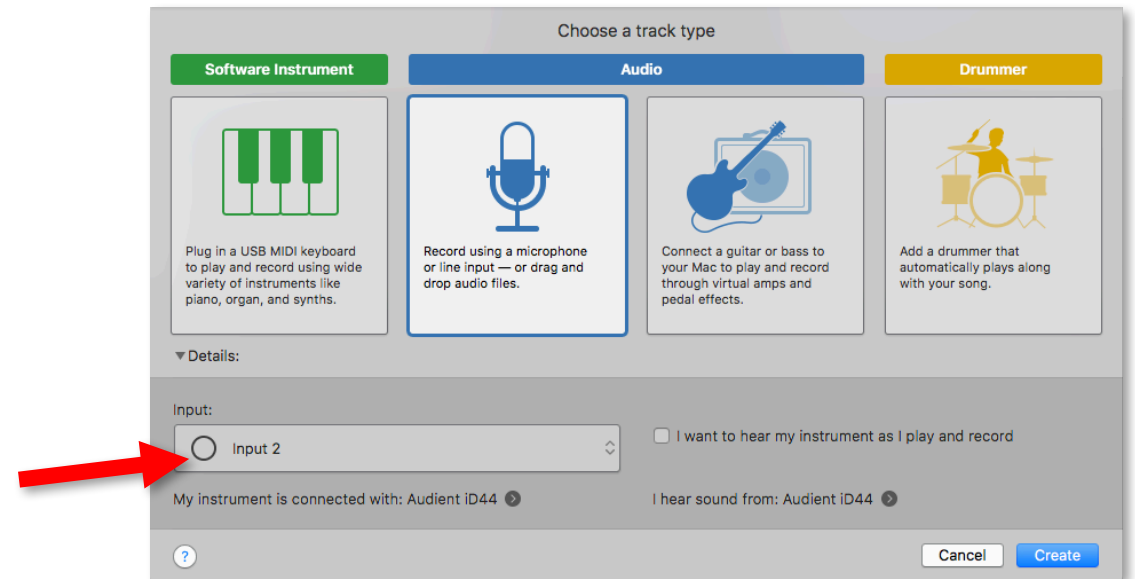 Choose a track type
Software Instrument
Audio
Drummer
Plug in a USB MIDI keyboard
to play and record using wide
variety of instruments like
piano, organ, and synths.
Record using a microphone
or line input — or drag and
drop audio files.
Connect a guitar or bass to
your Mac to play and record
through virtual amps and
pedal effects.
Add a drummer that
automatically plays along
with your song.
Details:
Input:
Input 2
I want to hear my instrument as I play and record
My instrument is connected with: Audient iD44
I hear sound from: Audient iD44
?
Cancel
Create